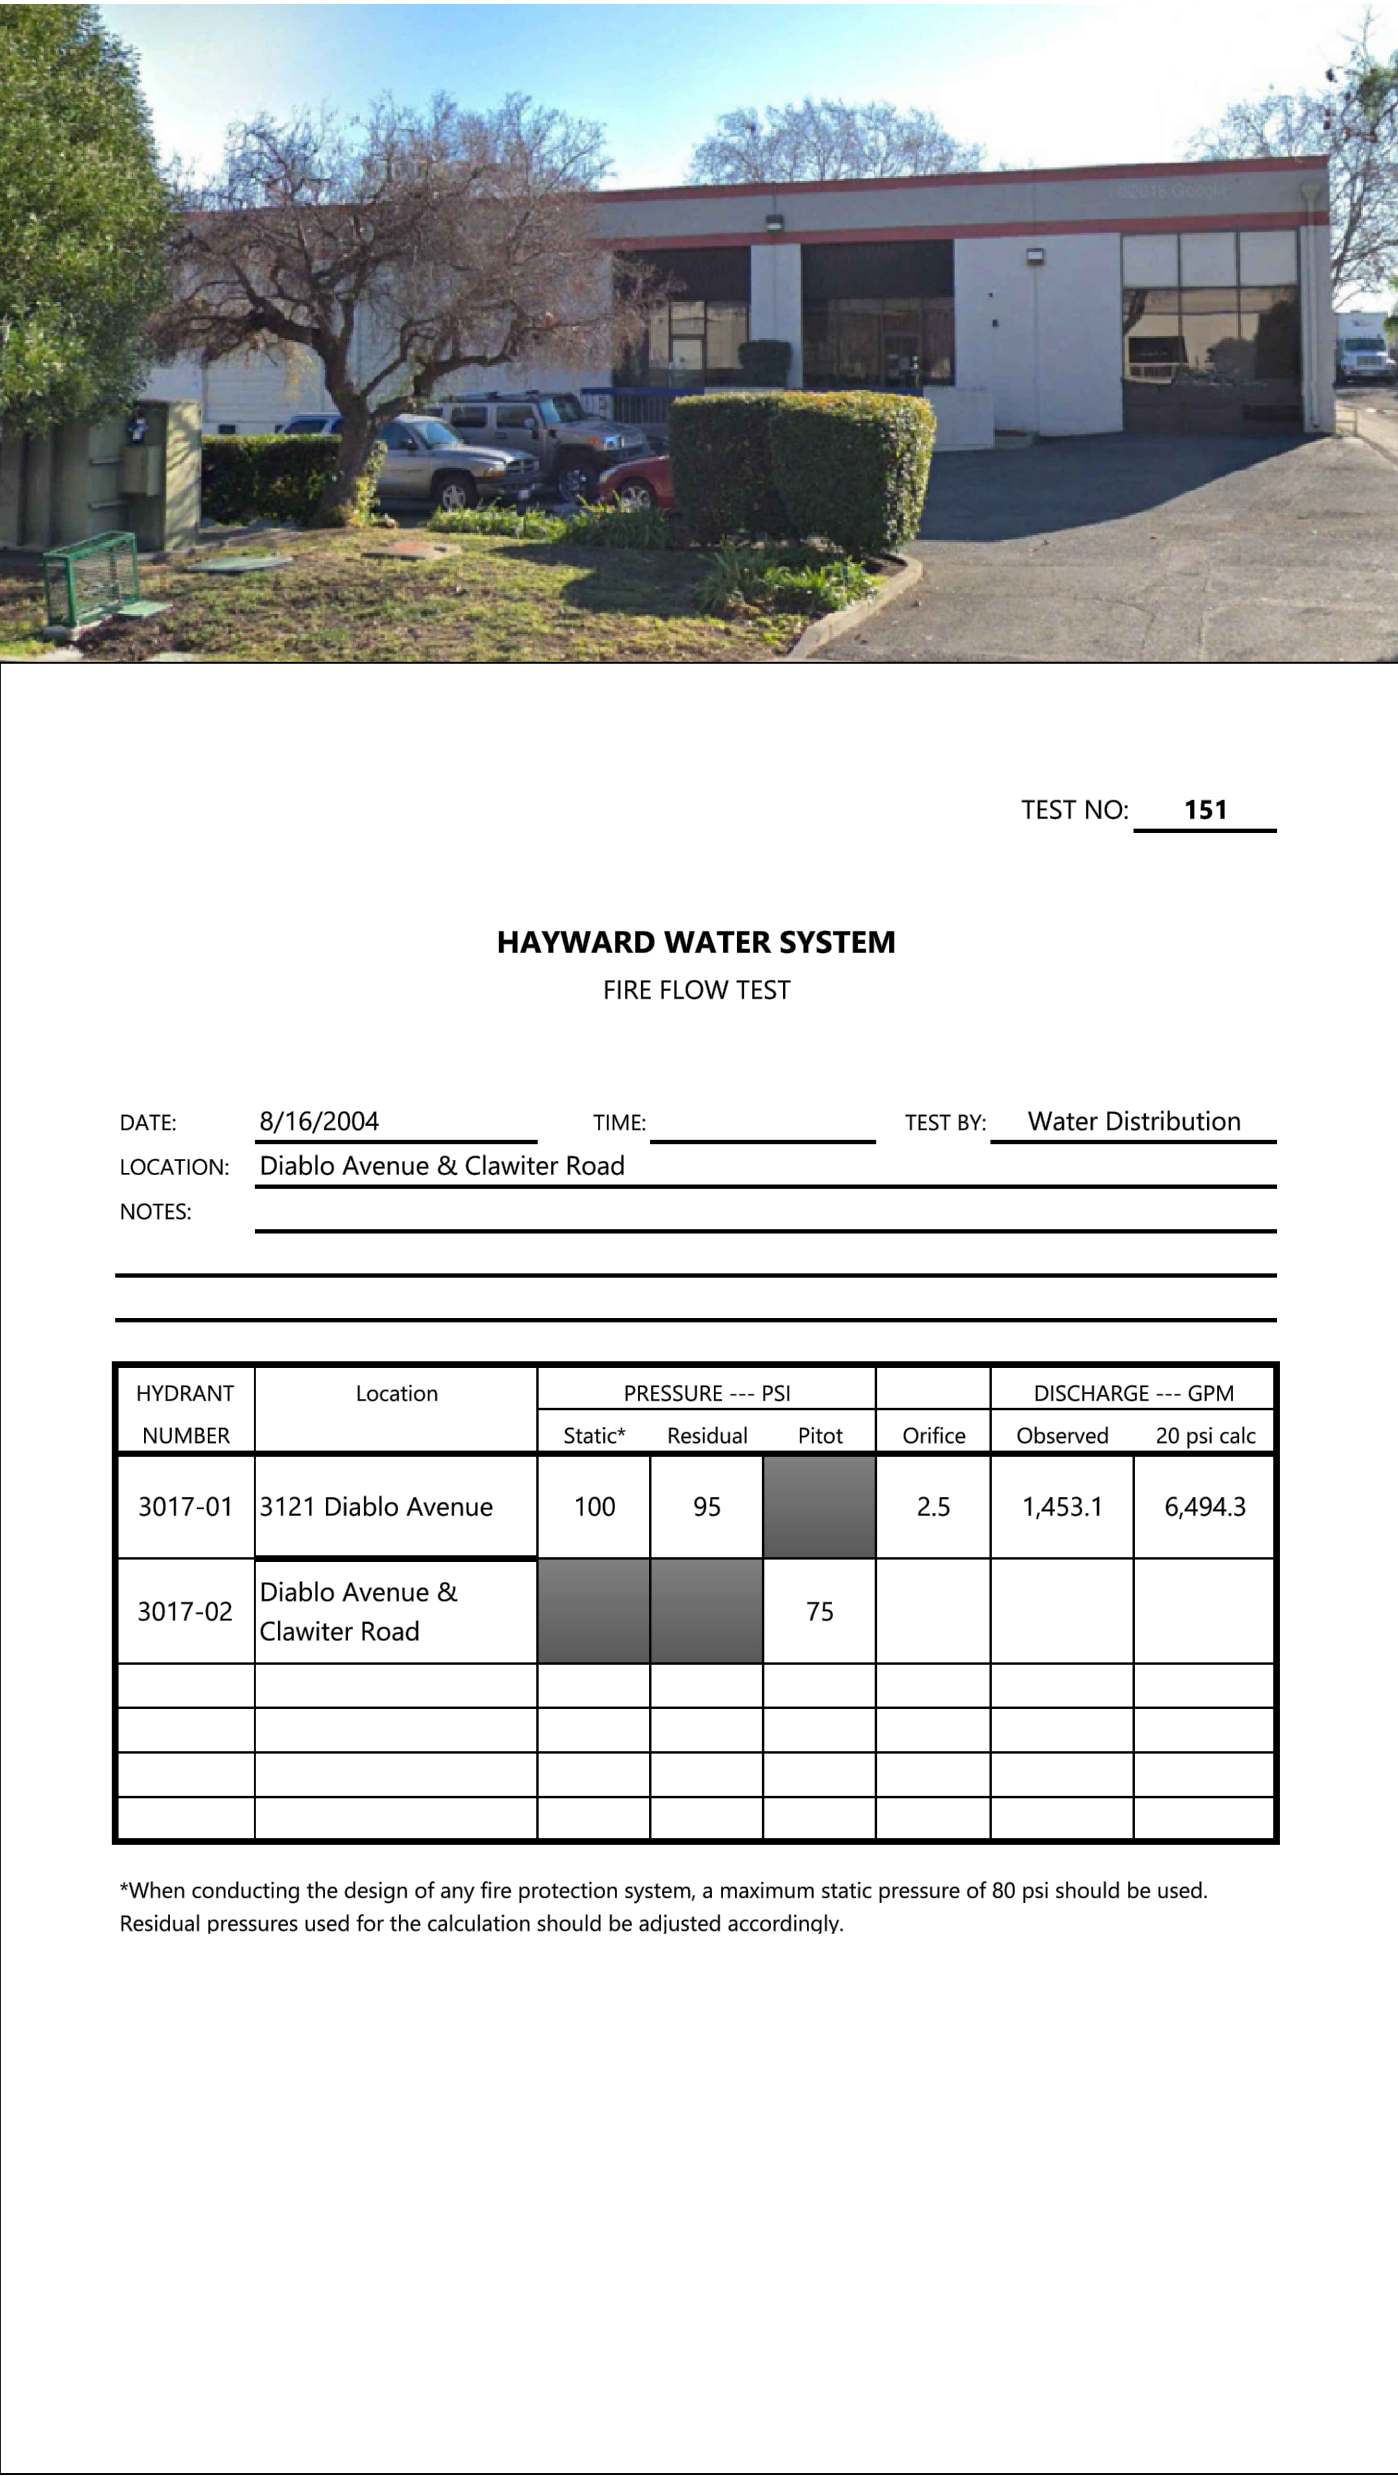 ©2018 Google
TEST NO: 151
HAYWARD WATER SYSTEM
FIRE FLOW TEST
DATE: 8/16/2004 TIME: TEST BY: Water Distribution
LOCATION: Diablo Avenue & Clawiter Road
NOTES:
HYDRANT Location PRESSURE --- PSI DISCHARGE --- GPM
NUMBER Static* Residual Pitot Orifice Observed 20 psi calc
3017-01 3121 Diablo Avenue 100 95 2.5 1,453.1 6,494.3
3017-02 Diablo Avenue & Clawiter Road 75
*When conducting the design of any fire protection system, a maximum static pressure of 80 psi should be used.
Residual pressures used for the calculation should be adjusted accordingly.